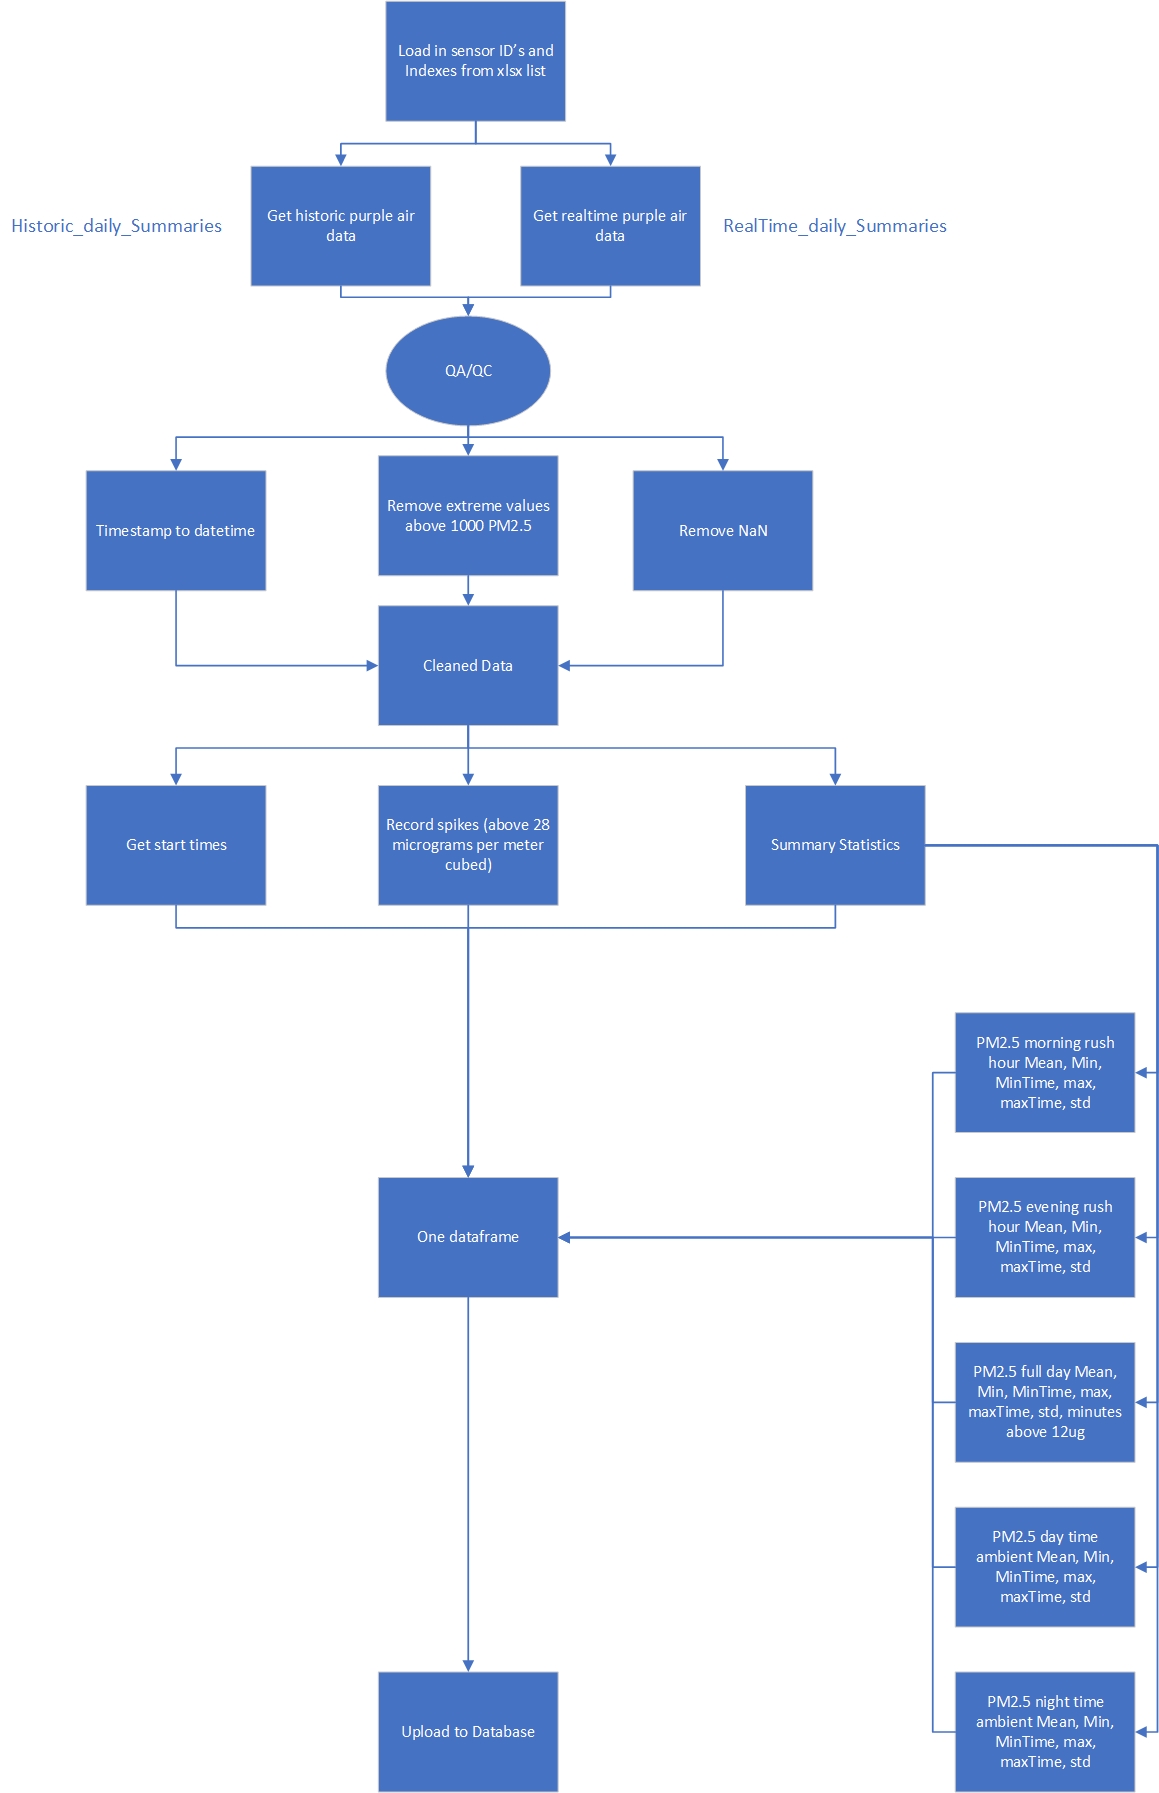 Load in sensor ID’s and
Indexes from xlsx list
Historic_daily_Summaries
Get historic purple air
data
Get realtime purple air
data
RealTime_daily_Summaries
QA/QC
Timestamp to datetime
Remove extreme values
above 1000 PM2.5
Remove NaN
Cleaned Data
Get start times
Record spikes (above 28
micrograms per meter
cubed)
Summary Statistics
PM2.5 morning rush
hour Mean, Min,
MinTime, max,
maxTime, std
One dataframe
PM2.5 evening rush
hour Mean, Min,
MinTime, max,
maxTime, std
PM2.5 full day Mean,
Min, MinTime, max,
maxTime, std, minutes
above 12ug
PM2.5 day time
ambient Mean, Min,
MinTime, max,
maxTime, std
Upload to Database
PM2.5 night time
ambient Mean, Min,
MinTime, max,
maxTime, std